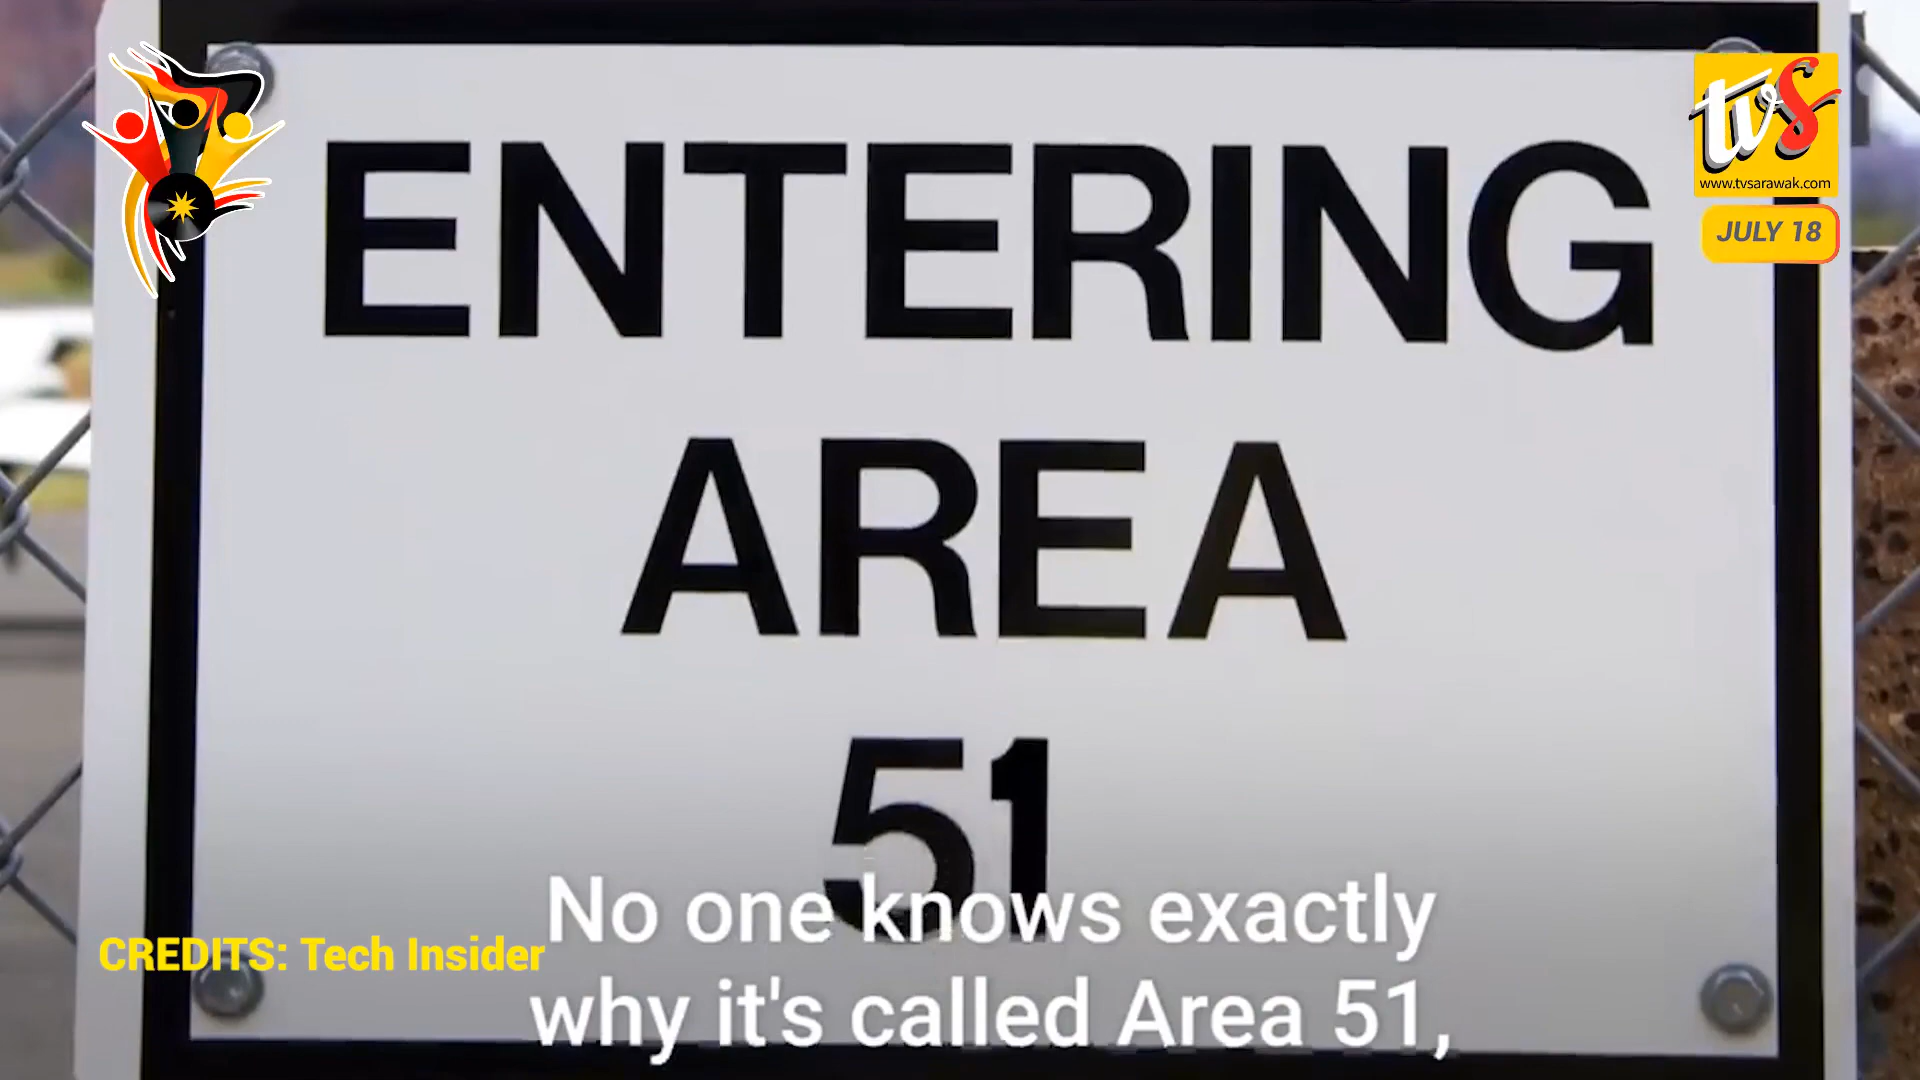 ENTERING
AREA
51
tvs
www.tvsarawak.com
JULY 18
CREDITS: Tech Insider
No one knows exactly
why it's called Area 51,